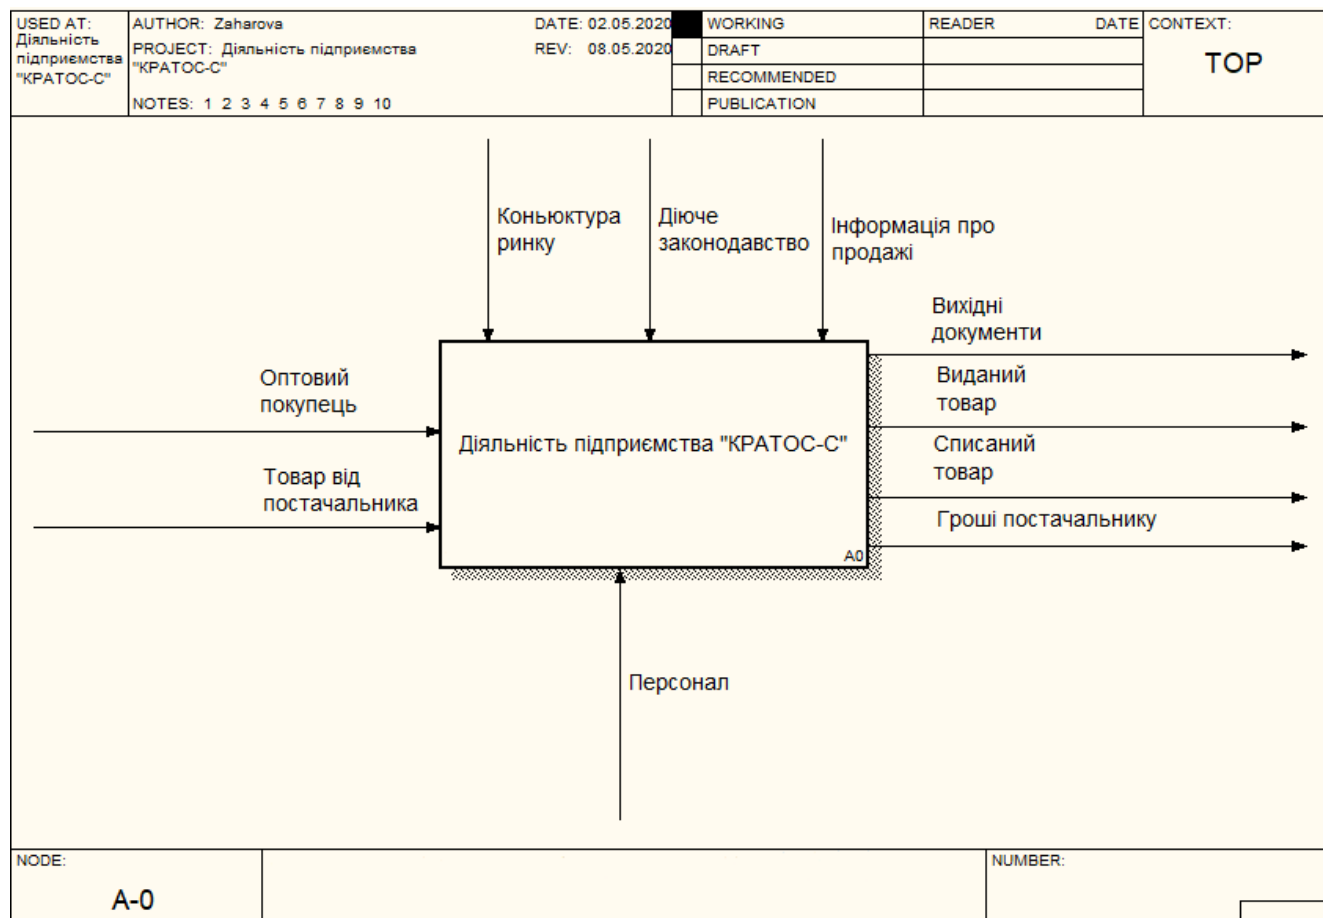 USED AT:
Діяльність
підприємства
"КРАТОС-С"
AUTHOR: Zaharova
DATE: 02.05.2020
PROJECT: Діяльність підприємства
"КРАТОС-С"
REV: 08.05.2020
NOTES: 1 2 3 4 5 6 7 8 9 10
WORKING
DRAFT
RECOMMENDED
PUBLICATION
READER
DATE
CONTEXT:
TOP
Коньюктура
ринку
Діюче
законодавство
Інформація про
продажі
Оптовий
покупець
Товар від
постачальника
Діяльність підприємства "КРАТОС-С"
A0
Вихідні
документи
Виданий
товар
Списаний
товар
Гроші постачальнику
Персонал
NODE:
A-0
NUMBER: